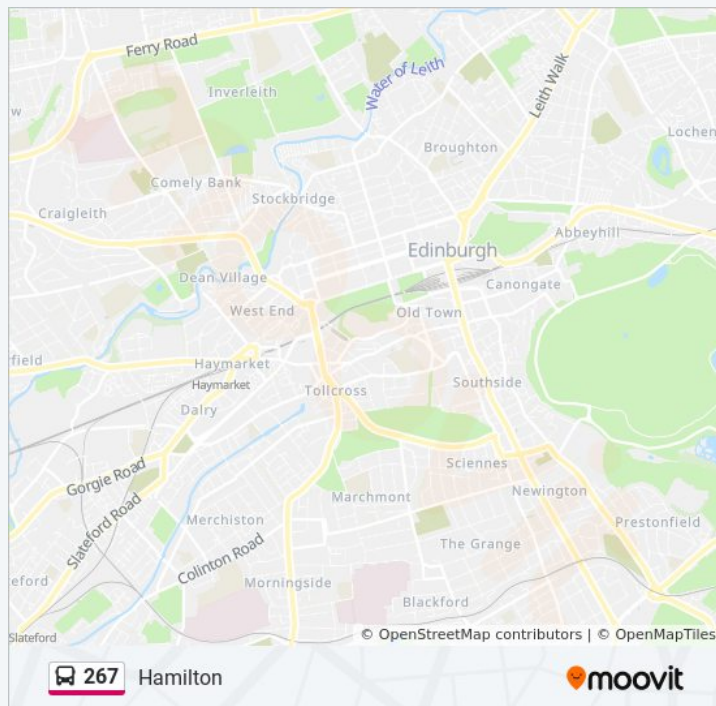 Ferry Road
Inverleith
Water of Leith
Leith Walk
Broughton
Lochen
Comely Bank
Stockbridge
Craigleith
Abbeyhill
Edinburgh
Dean Village
Canongate
West End
Old Town
rfield
Haymarket
Haymarket
Tollcross
Southside
Dalry
Gorgie Road
Sciennes
Marchmont
Newington
Slateford Road
Merchiston
Prestonfield
Colinton Road
The Grange
teford
Morningside
Blackford
Slateford
© OpenStreetMap contributors | © OpenMapTiles
267 Hamilton
moovit